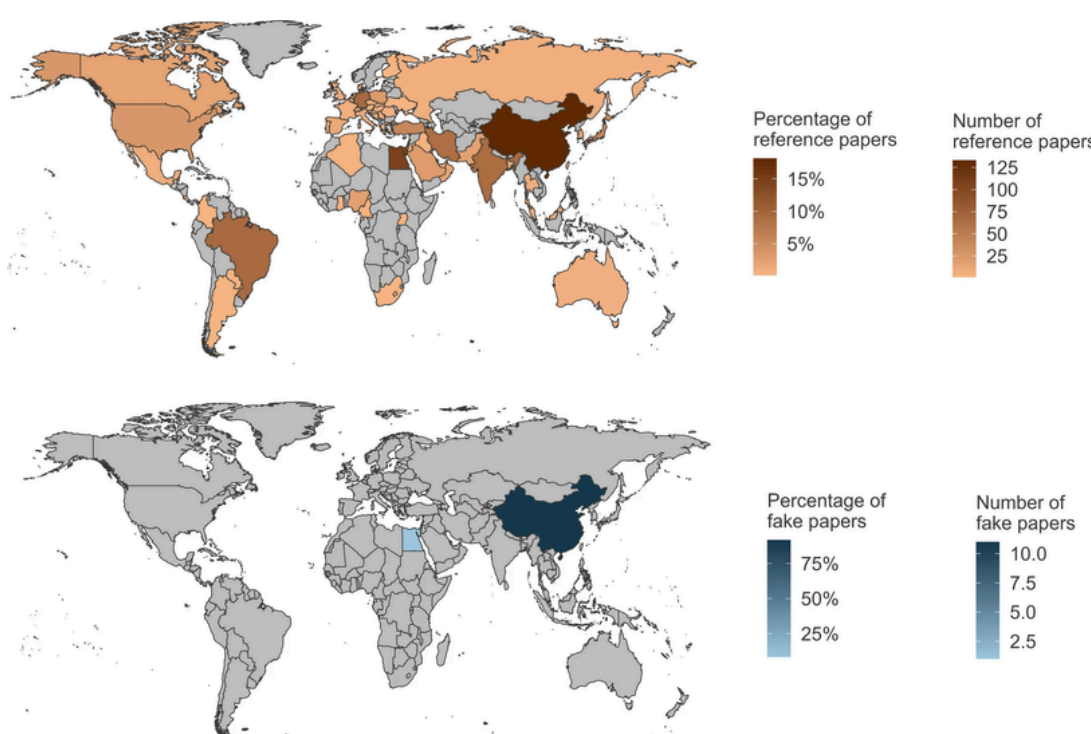 Percentage of
reference papers
15%
10%
5%
Number of
reference papers
125
100
75
50
25
Percentage of
fake papers
75%
50%
25%
Number of
fake papers
10.0
7.5
5.0
2.5